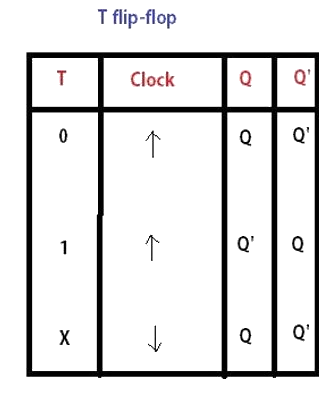 T flip-flop
T Clock Q Q'
0 ↑ Q Q'
1 ↑ Q' Q
X ↓ Q Q'